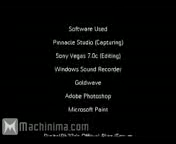 Software Used
Pinnacle Studio (Capturing)
Sony Vegas 7.0c (Editing)
Windows Sound Recorder
Goldwave
Adobe Photoshop
Microsoft Paint
Machinima.com